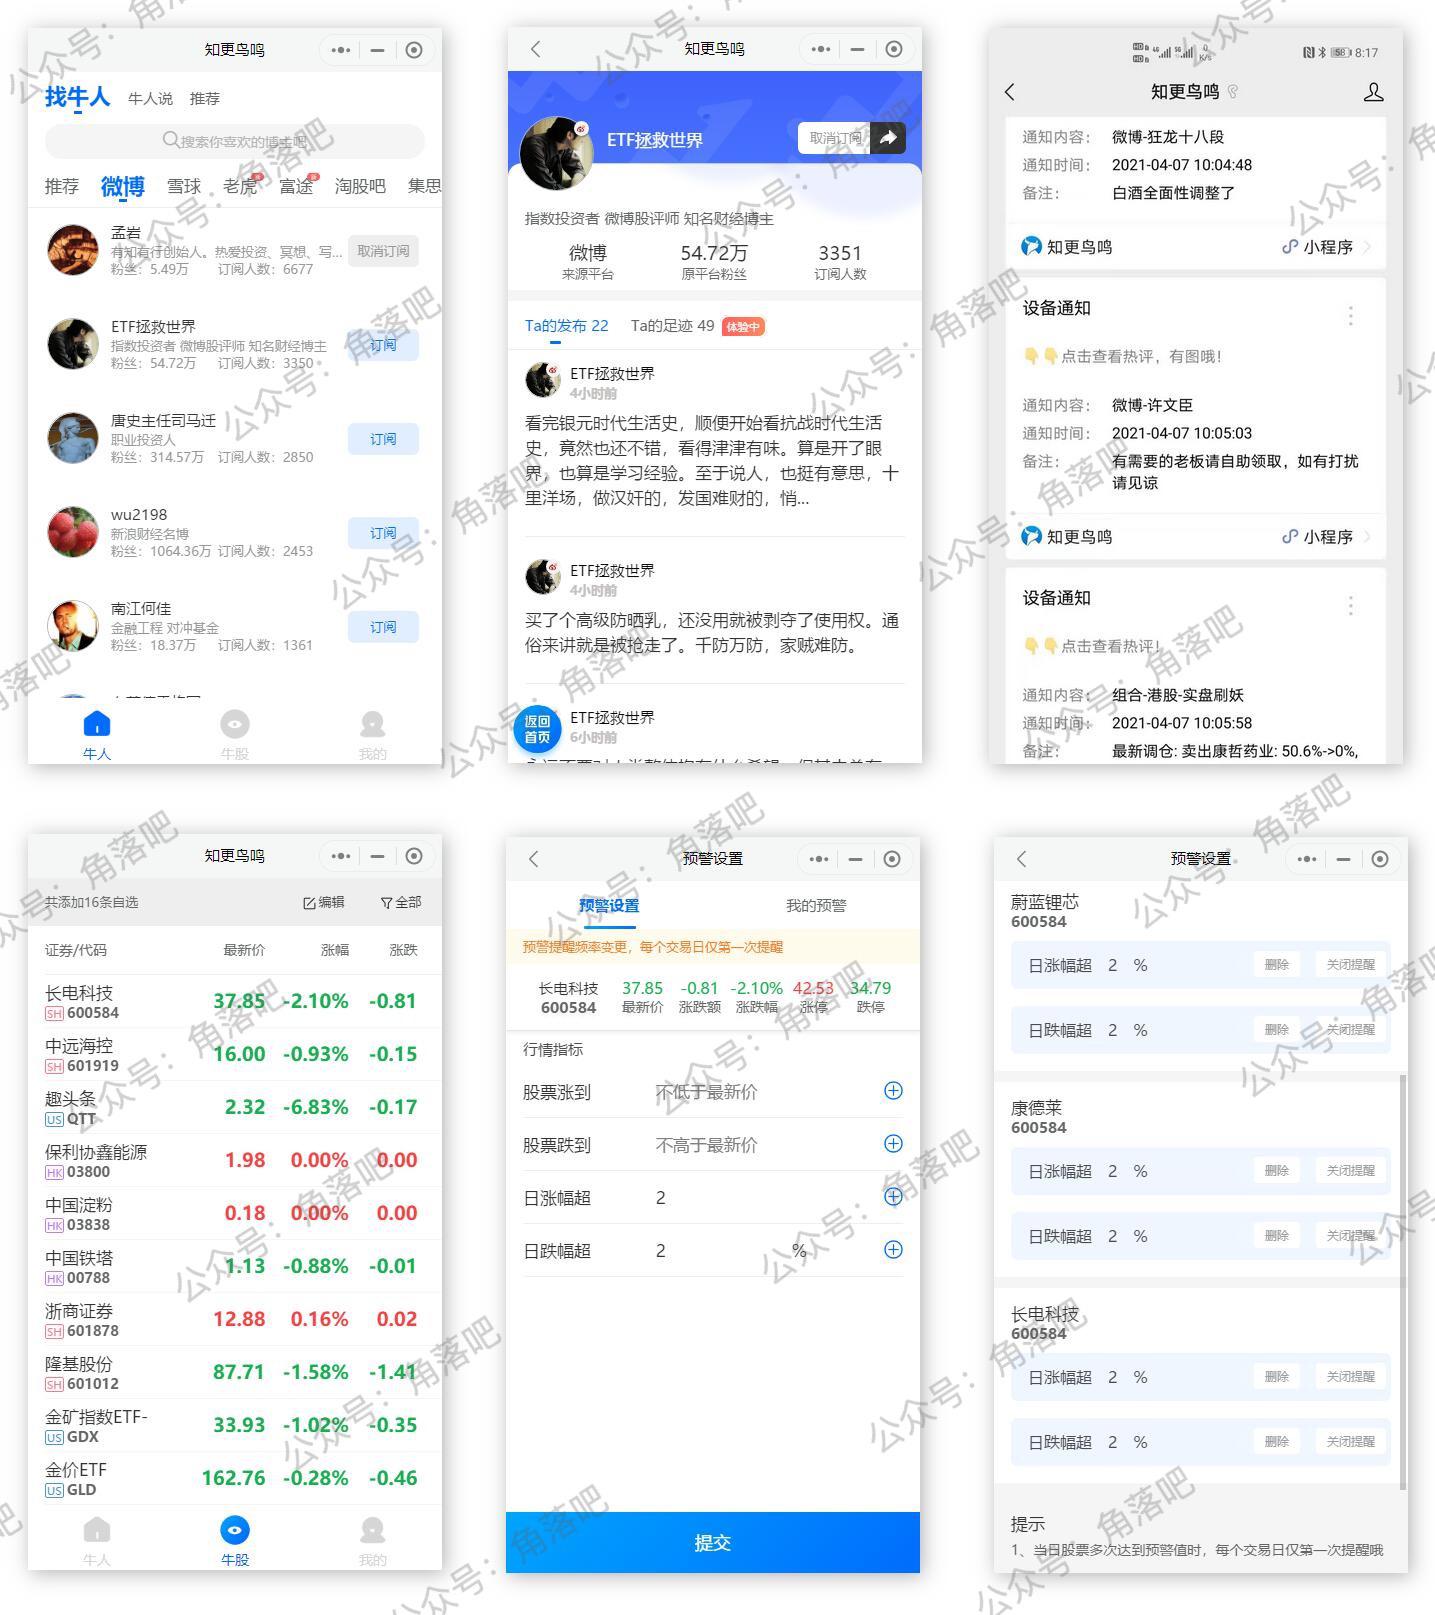 知更鸟鸣
找牛人 牛人说 推荐
搜索你喜欢的博主吧
推荐 微博 雪球 老虎 富途 淘股吧 集思
孟岩
有知有行创始人。热爱投资、冥想、写...
取消订阅
粉丝：5.49万 订阅人数：6677
ETF拯救世界
指数投资者 微博股评师 知名财经博主
订阅
粉丝：54.72万 订阅人数：3350
唐史主任司马迁
职业投资人
订阅
粉丝：314.57万 订阅人数：2850
wu2198
新浪财经名博
订阅
粉丝：1064.36万 订阅人数：2453
南江何佳
金融工程 对冲基金
订阅
粉丝：18.37万 订阅人数：1361
牛人 牛股 我的
知更鸟鸣
ETF拯救世界
取消订阅
指数投资者 微博股评师 知名财经博主
微博 54.72万 3351
来源平台 原平台粉丝 订阅人数
Ta的发布 22 Ta的足迹 49 体验中
ETF拯救世界
4小时前
看完银元时代生活史，顺便开始看抗战时代生活
史，竟然也还不错，看得津津有味。算是开了眼
界，也算是学习经验。至于说人，也挺有意思，十
里洋场，做汉奸的，发国难财的，悄...
ETF拯救世界
4小时前
买了个高级防晒乳，还没用就被剥夺了使用权。通
俗来讲就是被抢走了。千防万防，家贼难防。
返回
首页
ETF拯救世界
6小时前
58 8:17
知更鸟鸣
通知内容： 微博-狂龙十八段
通知时间： 2021-04-07 10:04:48
备注： 白酒全面性调整了
知更鸟鸣 小程序
设备通知
👇👇点击查看热评，有图哦！
通知内容： 微博-许文臣
通知时间： 2021-04-07 10:05:03
备注： 有需要的老板请自助领取，如有打扰
请见谅
知更鸟鸣 小程序
设备通知
👇👇点击查看热评！
通知内容： 组合-港股-实盘刷妖
通知时间： 2021-04-07 10:05:58
备注： 最新调仓: 卖出康哲药业: 50.6%->0%,
知更鸟鸣
共添加16条自选 编辑 全部
证券/代码 最新价 涨幅 涨跌
长电科技
SH 600584 37.85 -2.10% -0.81
中远海控
SH 601919 16.00 -0.93% -0.15
趣头条
US QTT 2.32 -6.83% -0.17
保利协鑫能源
HK 03800 1.98 0.00% 0.00
中国淀粉
HK 03838 0.18 0.00% 0.00
中国铁塔
HK 00788 1.13 -0.88% -0.01
浙商证券
SH 601878 12.88 0.16% 0.02
隆基股份
SH 601012 87.71 -1.58% -1.41
金矿指数ETF-
US GDX 33.93 -1.02% -0.35
金价ETF
US GLD 162.76 -0.28% -0.46
牛人 牛股 我的
预警设置
预警设置 我的预警
预警提醒频率变更，每个交易日仅第一次提醒
长电科技 37.85 -0.81 -2.10% 42.53 34.79
600584 最新价 涨跌额 涨跌幅 涨停 跌停
行情指标
股票涨到 不低于最新价
股票跌到 不高于最新价
日涨幅超 2
日跌幅超 2 %
提交
预警设置
蔚蓝锂芯
600584
日涨幅超 2 % 删除 关闭提醒
日跌幅超 2 % 删除 关闭提醒
康德莱
600584
日涨幅超 2 % 删除 关闭提醒
日跌幅超 2 % 删除 关闭提醒
长电科技
600584
日涨幅超 2 % 删除 关闭提醒
日跌幅超 2 % 删除 关闭提醒
提示
1、当日股票多次达到预警值时，每个交易日仅第一次提醒哦
公众号：角落吧